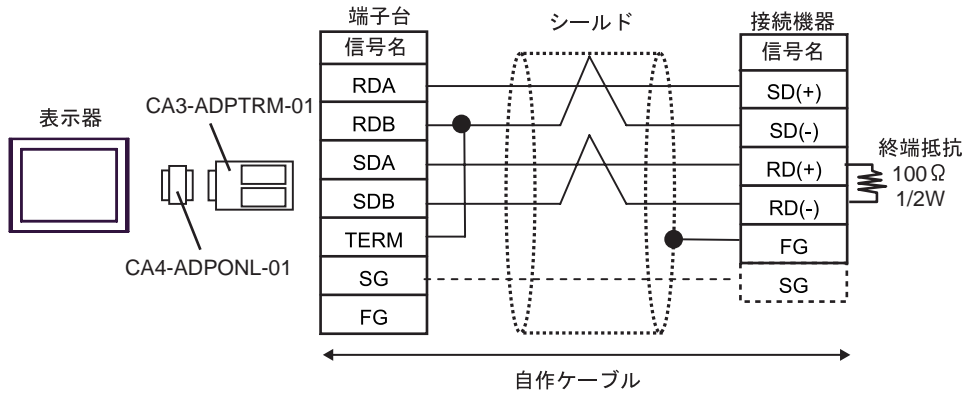 端子台
シールド
接続機器
信号名
信号名
RDA
SD(+)
RDB
SD(-)
SDA
RD(+)
SDB
RD(-)
TERM
FG
SG
SG
FG
表示器
CA3-ADPTRM-01
CA4-ADPONL-01
終端抵抗
100Ω
1/2W
自作ケーブル